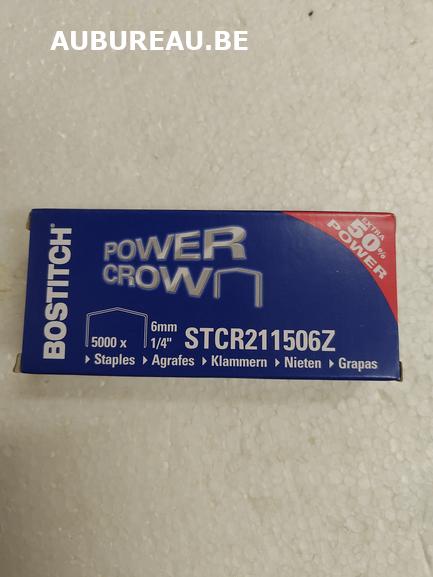 AUBUREAU.BE
BOSTITCH®
POWER
CROWN
EXTRA
50%
POWER
5000 x
6mm
1/4"
STCR211506Z
Staples Agrafes Klammern Nieten Grapas